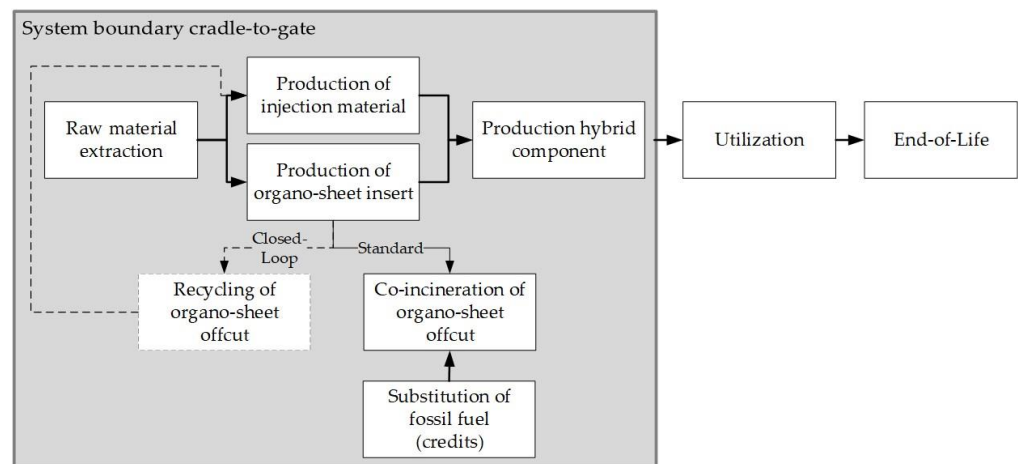 System boundary cradle-to-gate
Raw material
extraction
Production of
injection material
Production of
organo-sheet insert
Production hybrid
component
Utilization
End-of-Life
Closed-
Loop
Standard
Recycling of
organo-sheet
offcut
Co-incineration of
organo-sheet
offcut
Substitution of
fossil fuel
(credits)